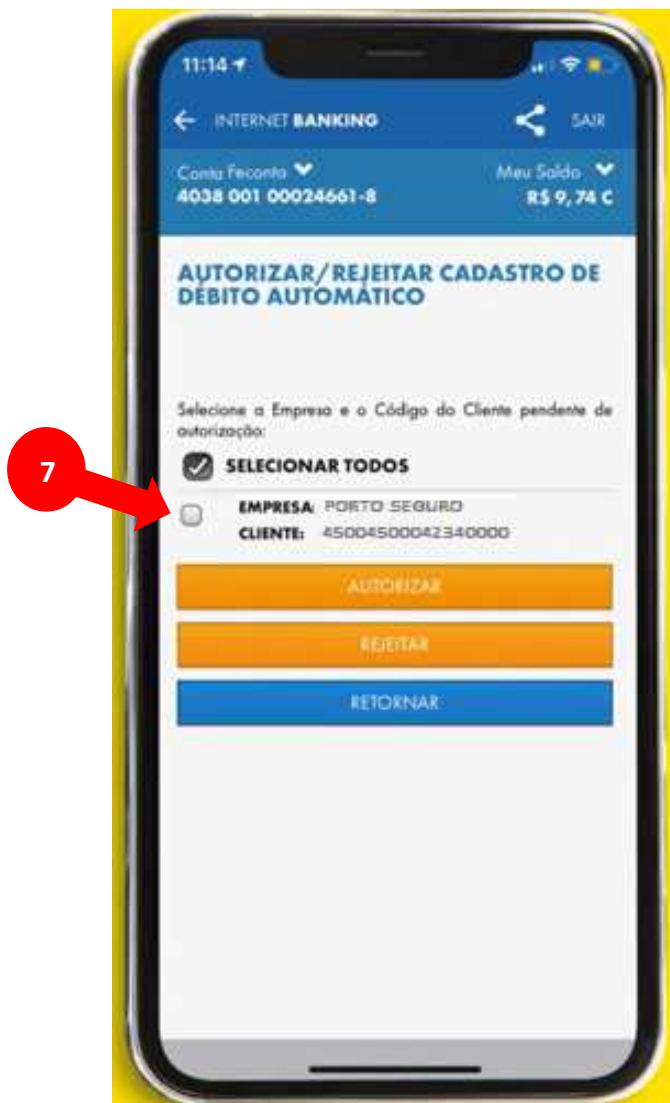 11:14
INTERNET BANKING
SAIR
Conta Feconta
Meu Saldo
4038 001 00024661-8
R$ 9,74 C
AUTORIZAR/REJEITAR CADASTRO DE
DÉBITO AUTOMÁTICO
Selecione a Empresa e o Código do Cliente pendente de
autorização:
SELECIONAR TODOS
7
EMPRESA: PORTO SEGURO
CLIENTE: 45004500042340000
AUTORIZAR
REJEITAR
RETORNAR